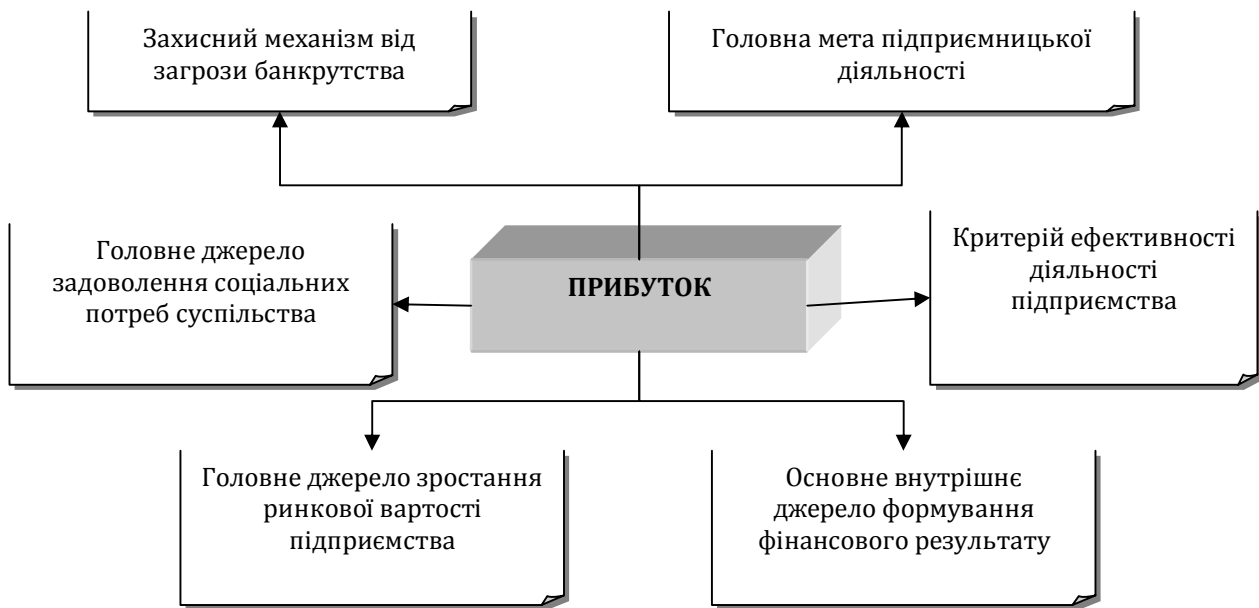 Захисний механізм від
загрози банкрутства
Головна мета підприємницької
діяльності
Головне джерело
задоволення соціальних
потреб суспільства
ПРИБУТОК
Критерій ефективності
діяльності
підприємства
Головне джерело зростання
ринкової вартості
підприємства
Основне внутрішнє
джерело формування
фінансового результату